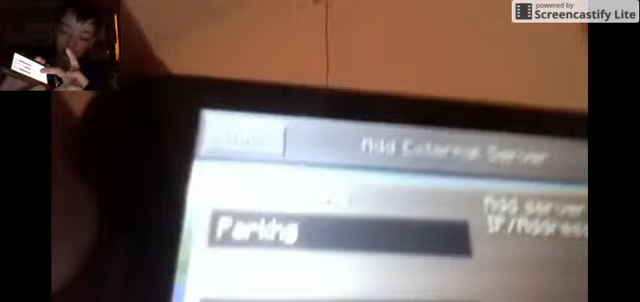 powered by
Screencastify Lite
Add External Server
Add server
IP/Address
Parking